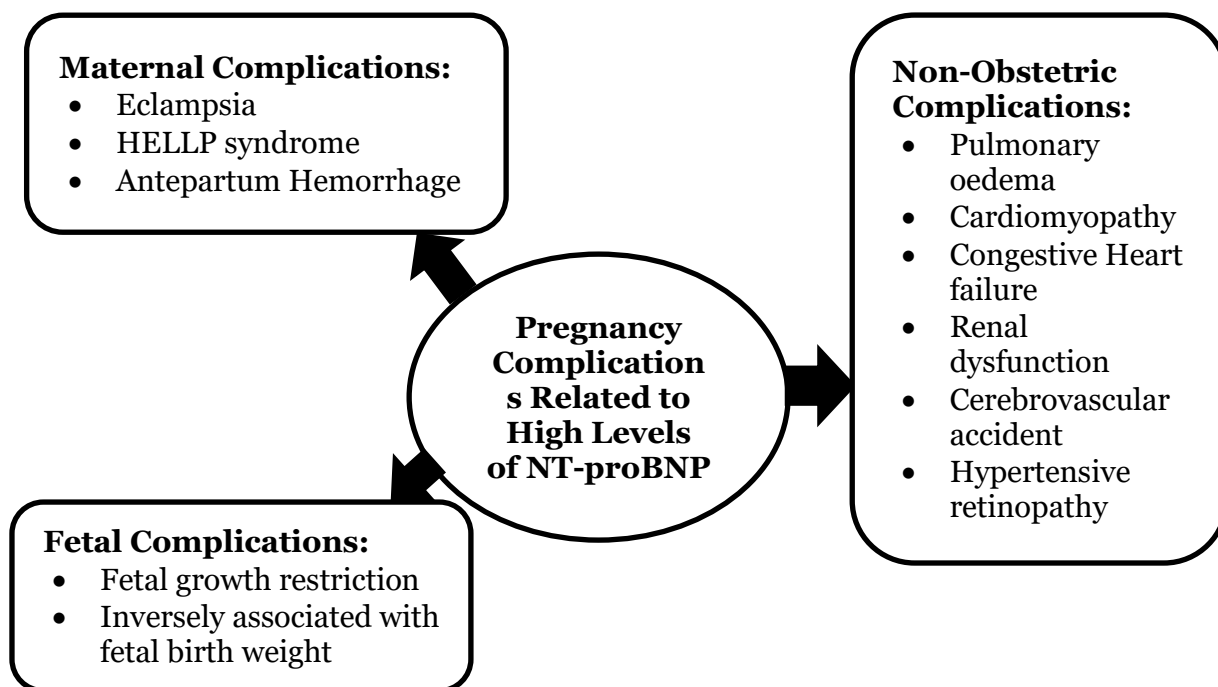 Maternal Complications:
• Eclampsia
• HELLP syndrome
• Antepartum Hemorrhage
Non-Obstetric
Complications:
• Pulmonary
oedema
• Cardiomyopathy
• Congestive Heart
failure
• Renal
dysfunction
• Cerebrovascular
accident
• Hypertensive
retinopathy
Pregnancy
Complication
s Related to
High Levels
of NT-proBNP
Fetal Complications:
• Fetal growth restriction
• Inversely associated with
fetal birth weight